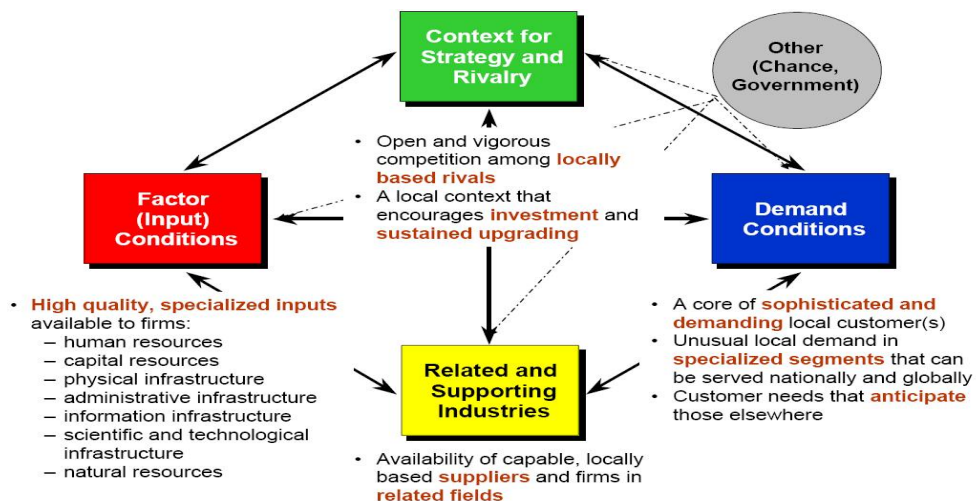 Context for
Strategy and
Rivalry
Other
(Chance,
Government)
• Open and vigorous
competition among locally
based rivals
• A local context that
encourages investment and
sustained upgrading
Factor
(Input)
Conditions
Demand
Conditions
• High quality, specialized inputs
available to firms:
– human resources
– capital resources
– physical infrastructure
– administrative infrastructure
– information infrastructure
– scientific and technological
infrastructure
– natural resources
Related and
Supporting
Industries
• Availability of capable, locally
based suppliers and firms in
related fields
• A core of sophisticated and
demanding local customer(s)
• Unusual local demand in
specialized segments that can
be served nationally and globally
• Customer needs that anticipate
those elsewhere